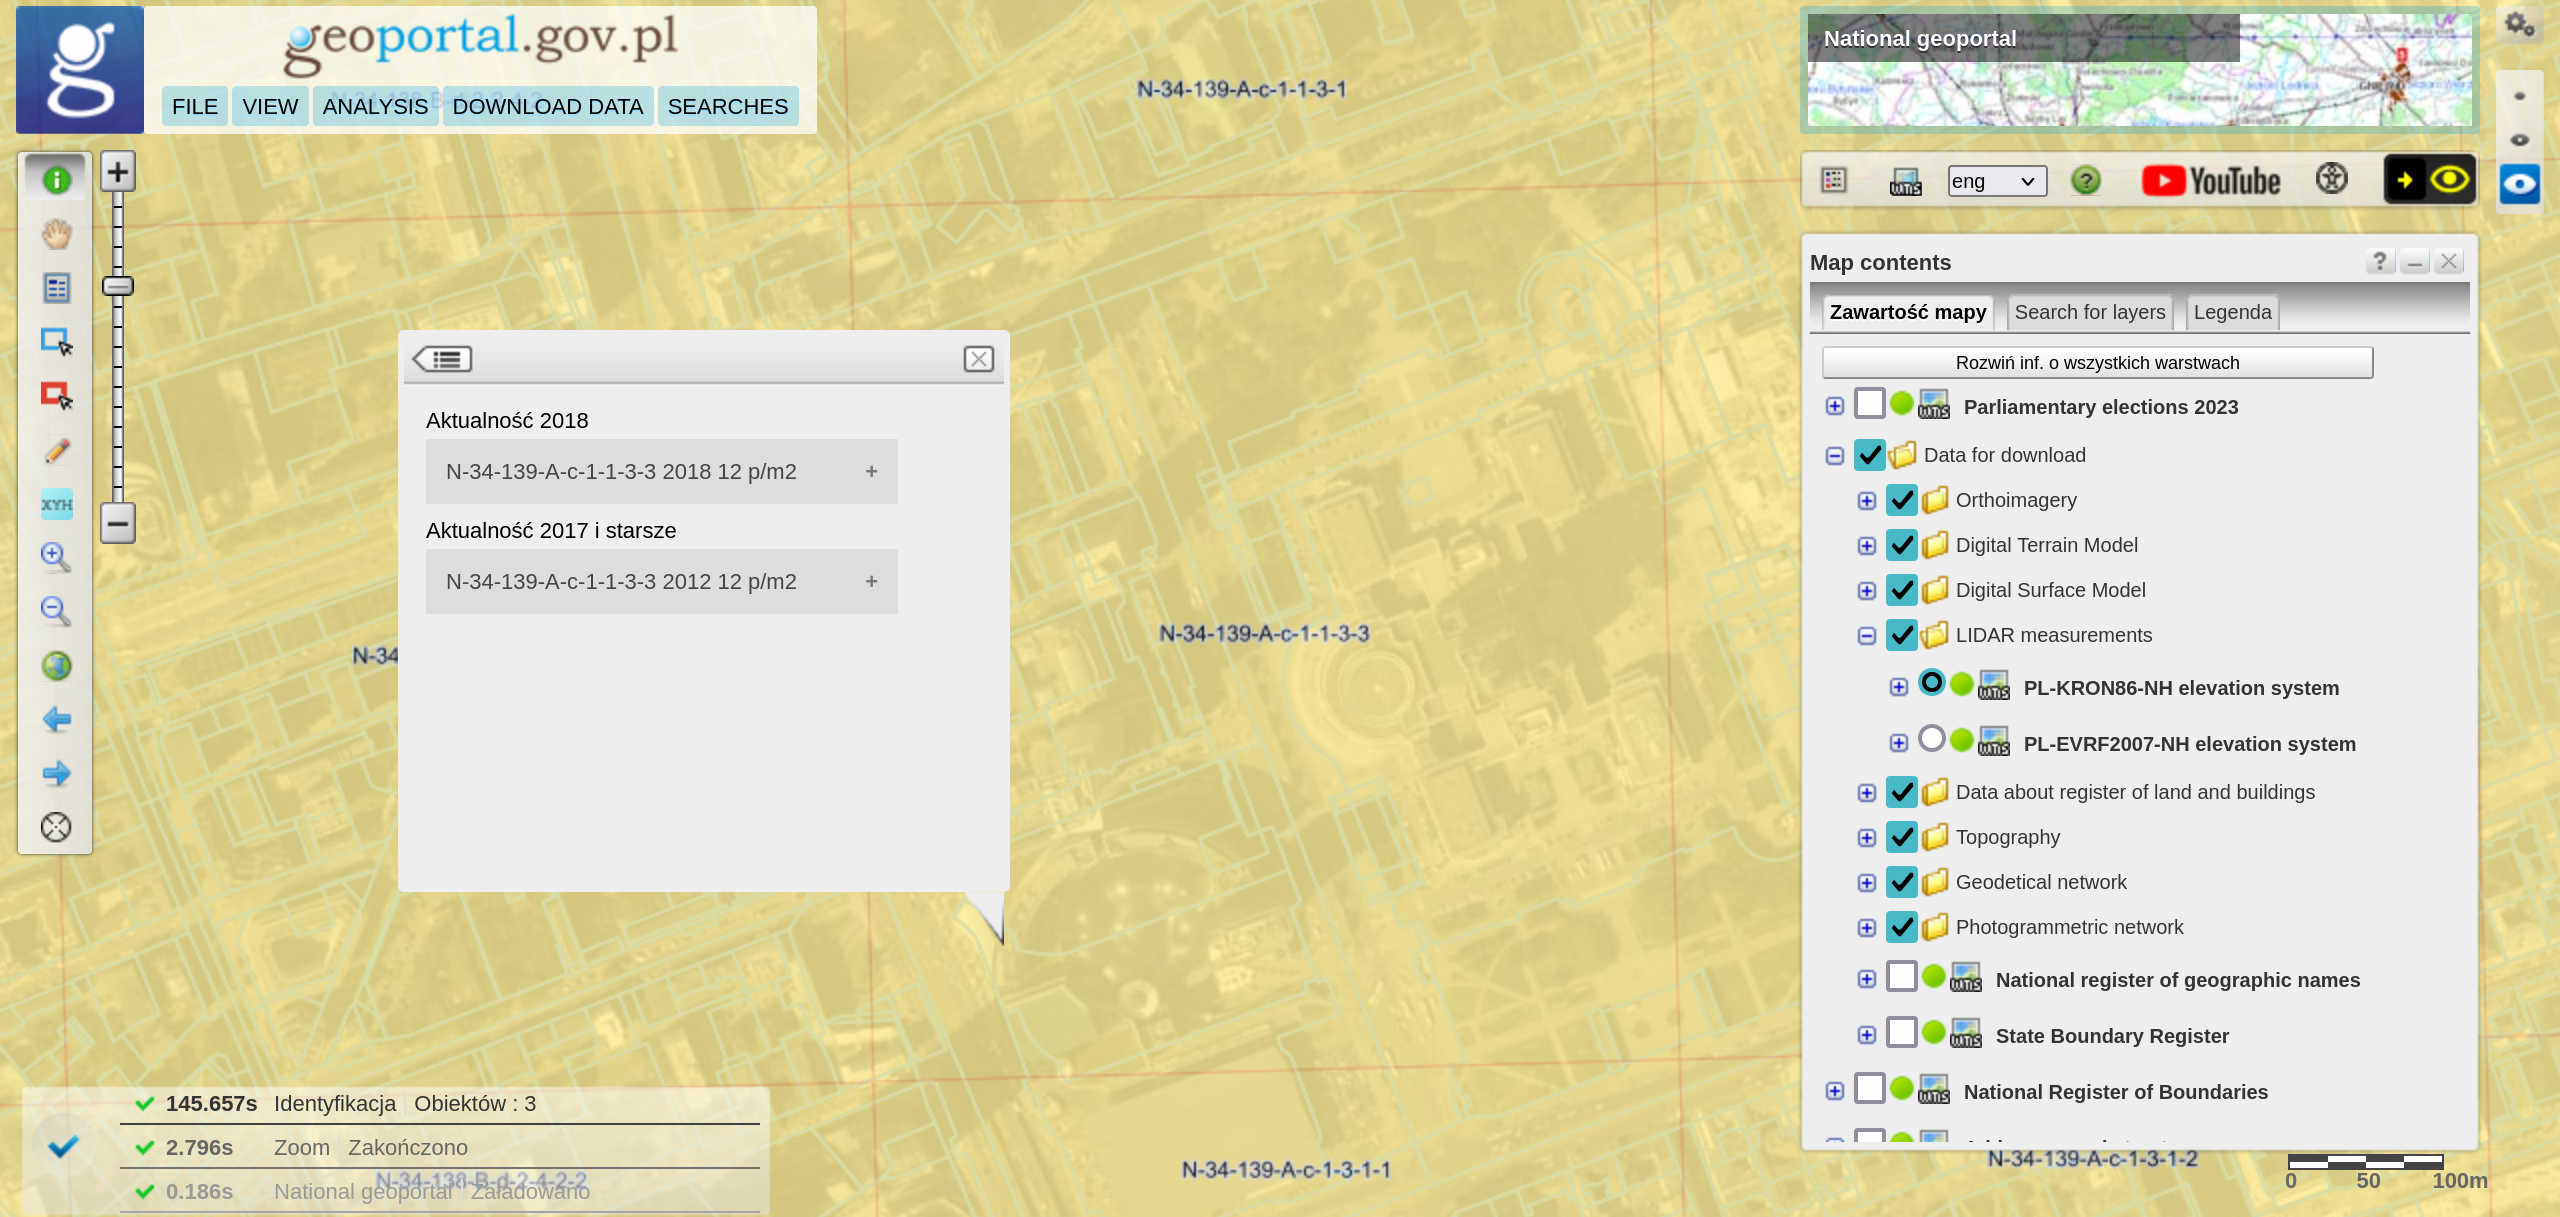 geoportal.gov.pl
FILE VIEW ANALYSIS DOWNLOAD DATA SEARCHES
N-34-139-A-c-1-1-3-1
National geoportal
eng
YouTube
XYH
Map contents
Zawartość mapy Search for layers Legenda
Rozwiń inf. o wszystkich warstwach
Parliamentary elections 2023
Data for download
Orthoimagery
Digital Terrain Model
Digital Surface Model
LIDAR measurements
PL-KRON86-NH elevation system
PL-EVRF2007-NH elevation system
Data about register of land and buildings
Topography
Geodetical network
Photogrammetric network
National register of geographic names
State Boundary Register
National Register of Boundaries
Aktualność 2018
N-34-139-A-c-1-1-3-3 2018 12 p/m2 +
Aktualność 2017 i starsze
N-34-139-A-c-1-1-3-3 2012 12 p/m2 +
N-34
N-34-139-A-c-1-1-3-3
145.657s Identyfikacja Obiektów : 3
2.796s Zoom Zakończono
0.186s National geoportal Załadowano
N-34-138-B-d-2-4-2-2
N-34-139-A-c-1-3-1-1
N-34-139-A-c-1-3-1-2
0 50 100m